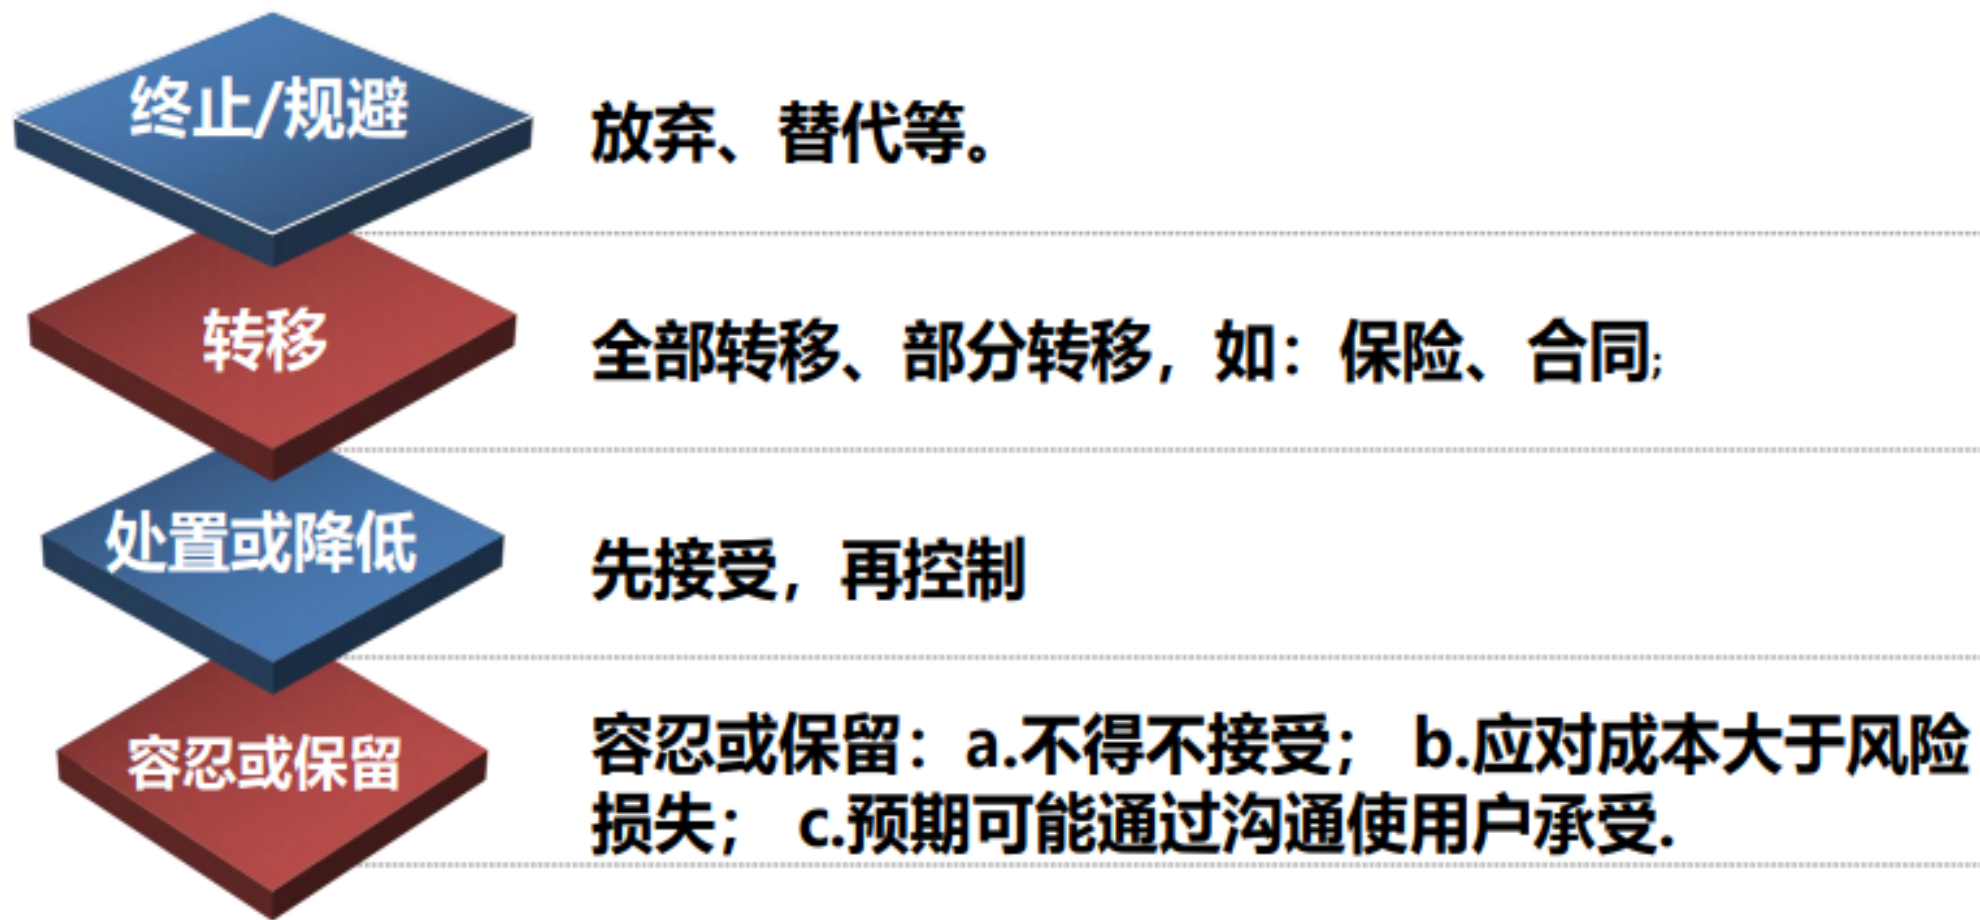 终止/规避
放弃、替代等。
转移
全部转移、部分转移，如：保险、合同;
处置或降低
先接受，再控制
容忍或保留
容忍或保留：a.不得不接受； b.应对成本大于风险
损失； c.预期可能通过沟通使用户承受.